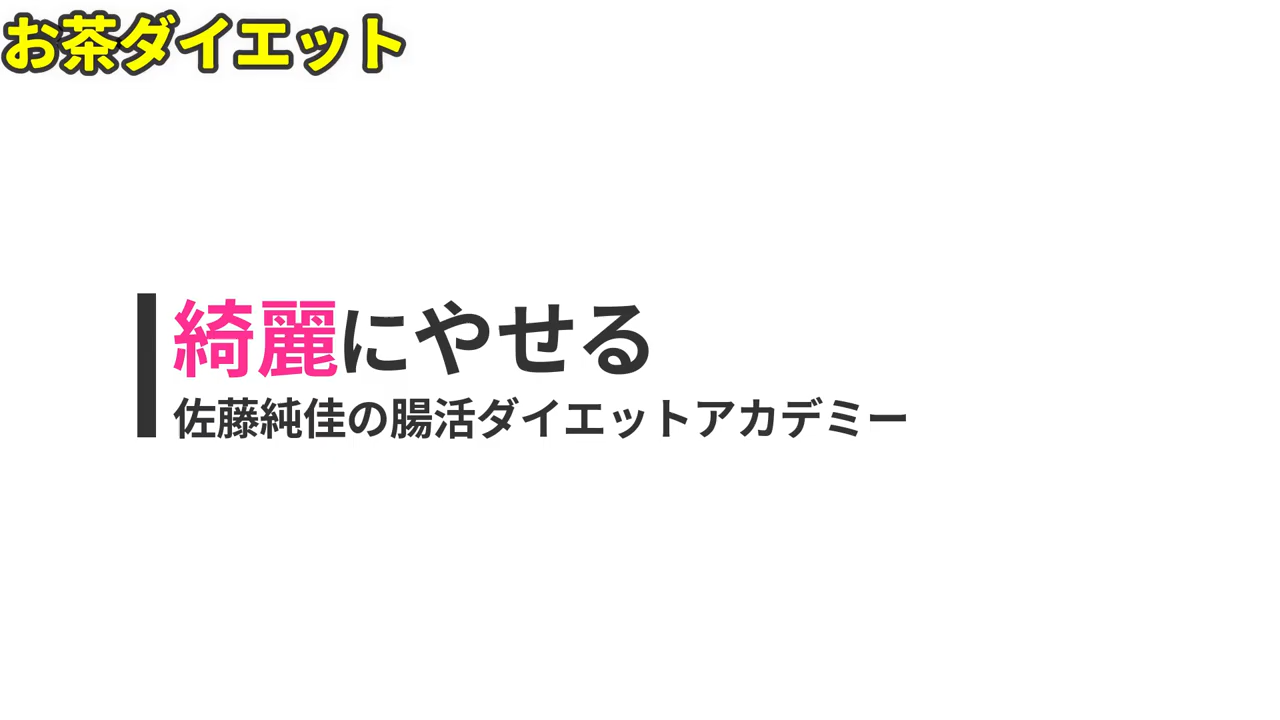 お茶ダイエット
綺麗にやせる
佐藤純佳の腸活ダイエットアカデミー